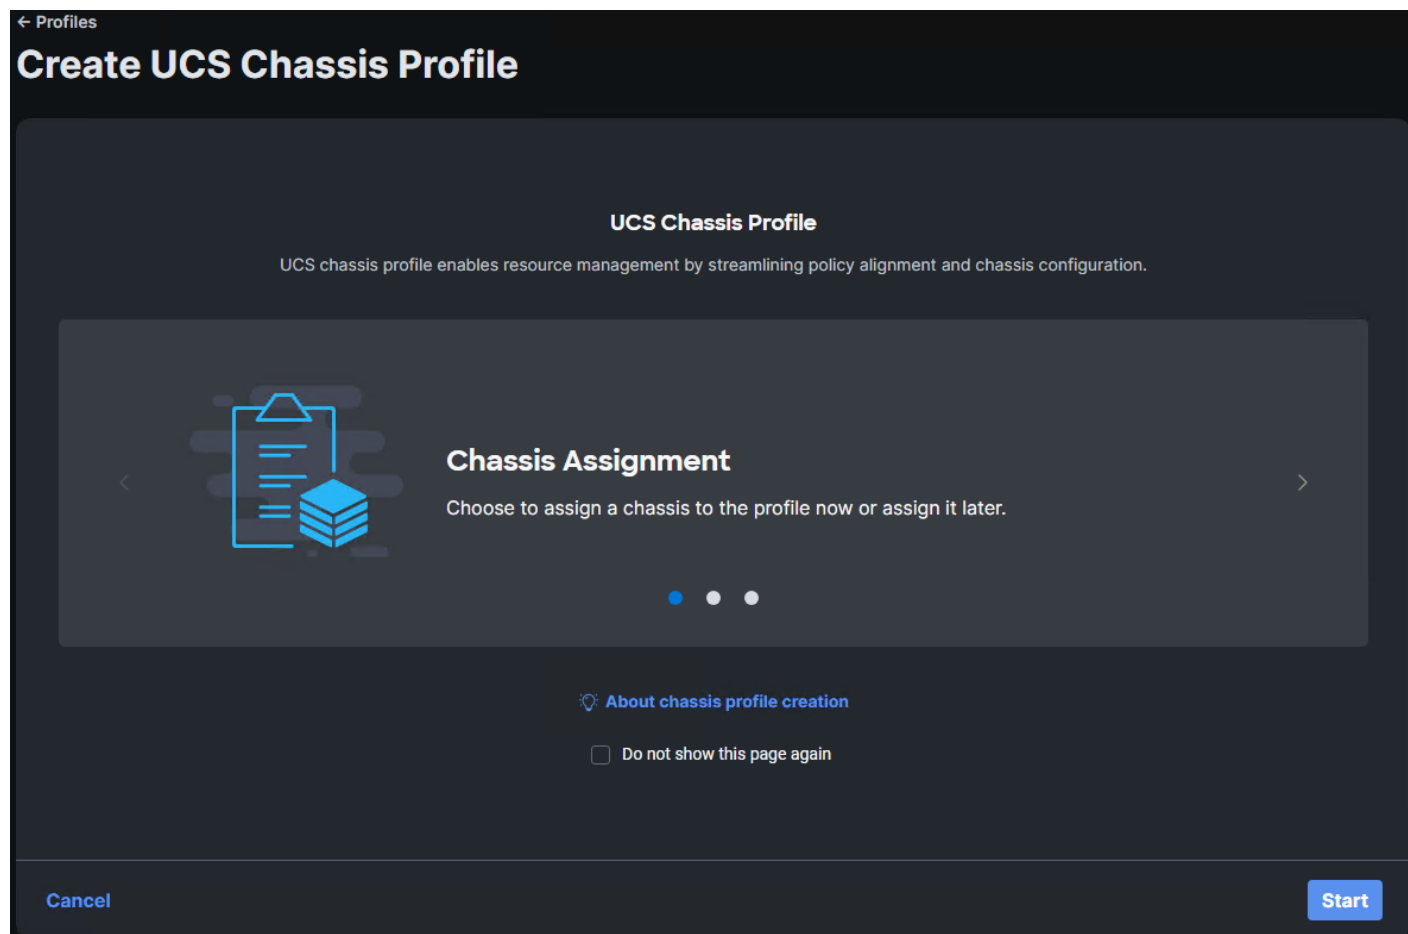 ← Profiles
Create UCS Chassis Profile
UCS Chassis Profile
UCS chassis profile enables resource management by streamlining policy alignment and chassis configuration.
Chassis Assignment
Choose to assign a chassis to the profile now or assign it later.
About chassis profile creation
Do not show this page again
Cancel
Start